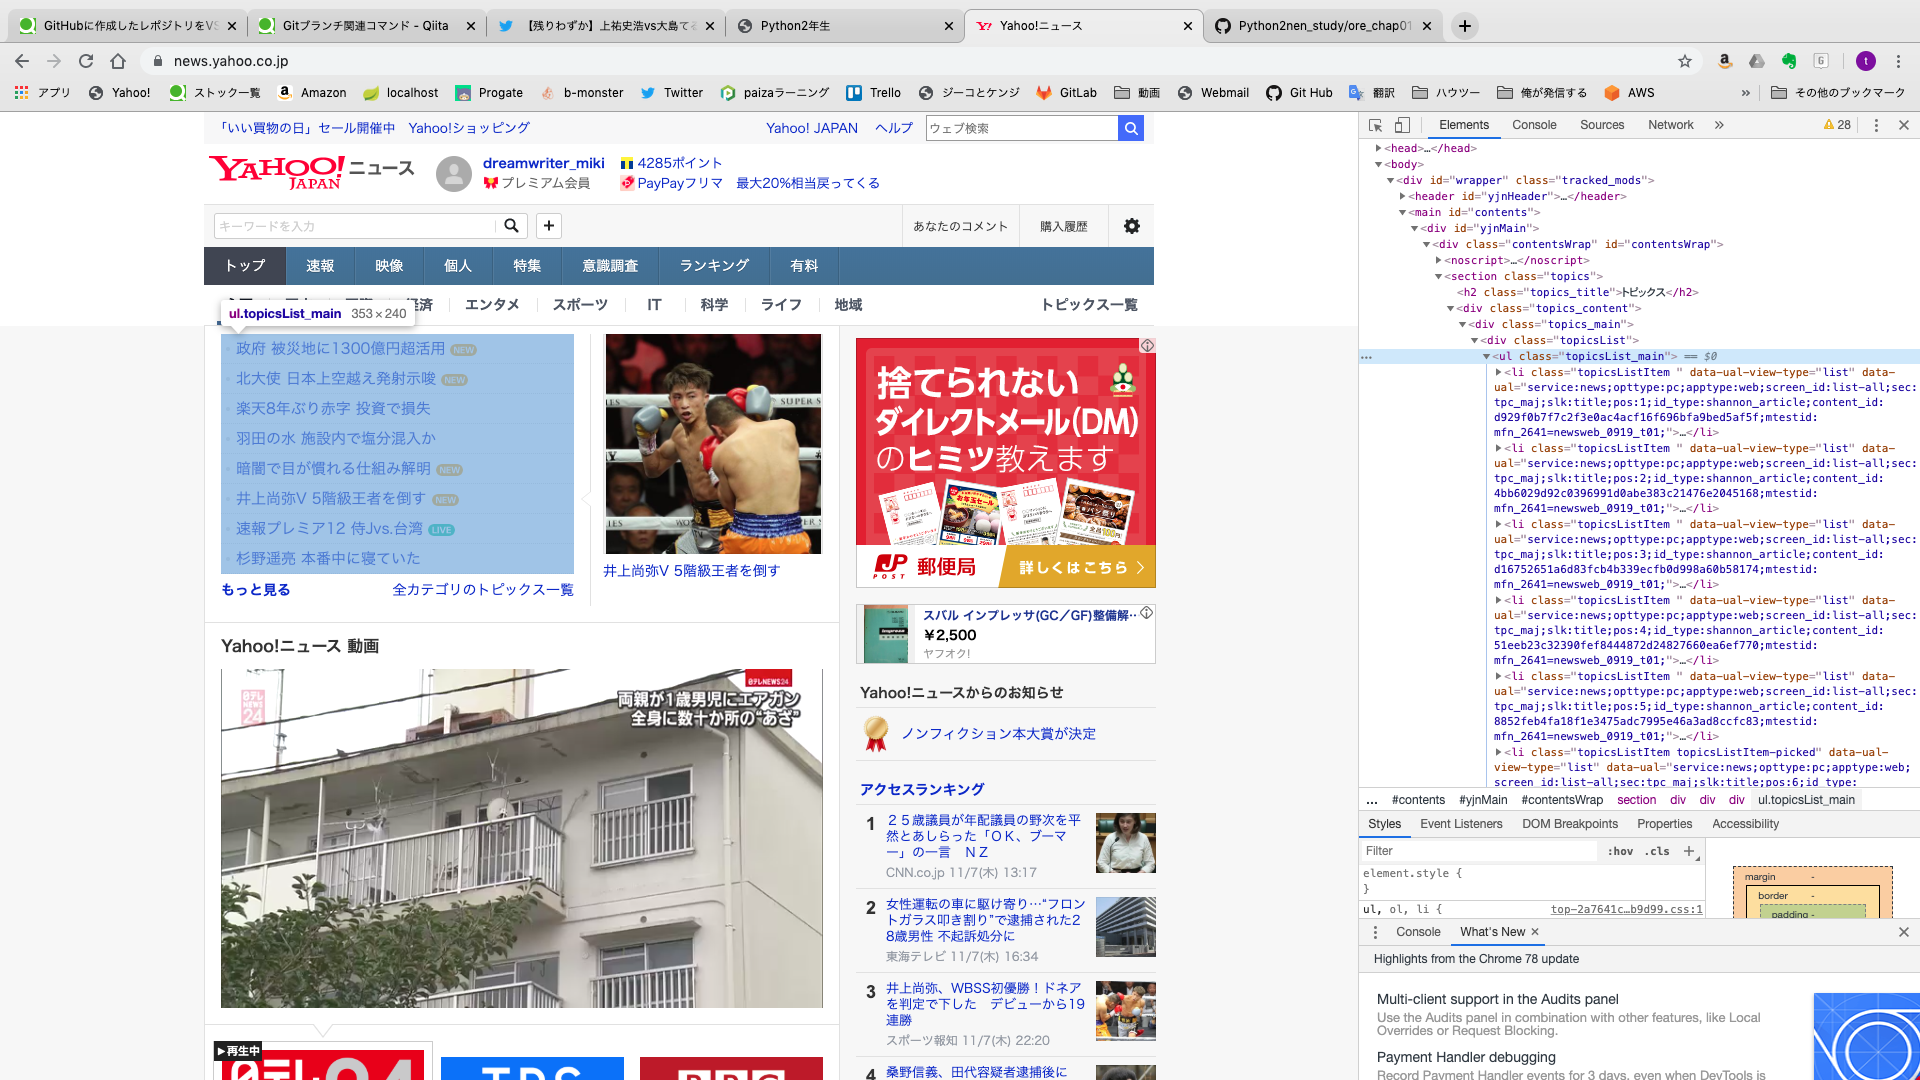 GitHubに作成したレポジトリをVS
Gitブランチ関連コマンド - Qiita
【残りわずか】上祐史浩vs大島てる
Python2年生
Yahoo!ニュース
Python2nen_study/ore_chap01
news.yahoo.co.jp
アプリ
Yahoo!
ストック一覧
Amazon
localhost
Progate
b-monster
Twitter
paizaラーニング
Trello
ジーコとケンジ
GitLab
動画
Webmail
Git Hub
翻訳
ハウツー
俺が発信する
AWS
»
その他のブックマーク
「いい買物の日」セール開催中 Yahoo!ショッピング
Yahoo! JAPAN ヘルプ
ウェブ検索
YAHOO! JAPAN ニュース
dreamwriter_miki
プレミアム会員
4285ポイント
PayPayフリマ 最大20%相当戻ってくる
キーワードを入力
あなたのコメント
購入履歴
トップ 速報 映像 個人 特集 意識調査 ランキング 有料
エンタメ スポーツ IT 科学 ライフ 地域
トピックス一覧
ul.topicsList_main 353 × 240
政府 被災地に1300億円超活用 NEW
北大使 日本上空越え発射示唆 NEW
楽天8年ぶり赤字 投資で損失
羽田の水 施設内で塩分混入か
暗闇で目が慣れる仕組み解明 NEW
井上尚弥V 5階級王者を倒す NEW
速報プレミア12 侍Jvs.台湾 LIVE
杉野遥亮 本番中に寝ていた
もっと見る
全カテゴリのトピックス一覧
井上尚弥V 5階級王者を倒す
Yahoo!ニュース 動画
日テレNEWS24
日テレ
NEWS
24
両親が1歳男児にエアガン
全身に数十か所の“あざ”
▶再生中
日テレ24
TBS
BBC
捨てられない
ダイレクトメール(DM)
のヒミツ教えます
JP POST 郵便局
詳しくはこちら
スバル インプレッサ(GC／GF)整備解…
¥2,500
ヤフオク!
Yahoo!ニュースからのお知らせ
ノンフィクション本大賞が決定
アクセスランキング
1
２５歳議員が年配議員の野次を平
然とあしらった「ＯＫ、ブーマ
ー」の一言 ＮＺ
CNN.co.jp 11/7(木) 13:17
2
女性運転の車に駆け寄り…“フロン
トガラス叩き割り”で逮捕された2
8歳男性 不起訴処分に
東海テレビ 11/7(木) 16:34
3
井上尚弥、WBSS初優勝！ドネア
を判定で下した デビューから19
連勝
スポーツ報知 11/7(木) 22:20
4
桑野信義、田代容疑者逮捕後に
Elements Console Sources Network » 28
<head>…</head>
<body>
<div id="wrapper" class="tracked_mods">
<header id="yjnHeader">…</header>
<main id="contents">
<div id="yjnMain">
<div class="contentsWrap" id="contentsWrap">
<noscript>…</noscript>
<section class="topics">
<h2 class="topics_title">トピックス</h2>
<div class="topics_content">
<div class="topics_main">
<div class="topicsList">
<ul class="topicsList_main"> == $0
<li class="topicsListItem " data-ual-view-type="list" data-
ual="service:news;opttype:pc;apptype:web;screen_id:list-all;sec:
tpc_maj;slk:title;pos:1;id_type:shannon_article;content_id:
d929f0b7f7c2f3e0ac4acf16f696bfa9bed5af5f;mtestid:
mfn_2641=newsweb_0919_t01;">…</li>
<li class="topicsListItem " data-ual-view-type="list" data-
ual="service:news;opttype:pc;apptype:web;screen_id:list-all;sec:
tpc_maj;slk:title;pos:2;id_type:shannon_article;content_id:
4bb6029d92c0396991d0abe383c21476e2045168;mtestid:
mfn_2641=newsweb_0919_t01;">…</li>
<li class="topicsListItem " data-ual-view-type="list" data-
ual="service:news;opttype:pc;apptype:web;screen_id:list-all;sec:
tpc_maj;slk:title;pos:3;id_type:shannon_article;content_id:
d16752651a6d83fcb4b339ecfb0d998a60b58174;mtestid:
mfn_2641=newsweb_0919_t01;">…</li>
<li class="topicsListItem " data-ual-view-type="list" data-
ual="service:news;opttype:pc;apptype:web;screen_id:list-all;sec:
tpc_maj;slk:title;pos:4;id_type:shannon_article;content_id:
51eeb23c32390fef8444872d24827660ea6ef770;mtestid:
mfn_2641=newsweb_0919_t01;">…</li>
<li class="topicsListItem " data-ual-view-type="list" data-
ual="service:news;opttype:pc;apptype:web;screen_id:list-all;sec:
tpc_maj;slk:title;pos:5;id_type:shannon_article;content_id:
8852feb4fa18f1e3475adc7995e46a3ad8ccfc83;mtestid:
mfn_2641=newsweb_0919_t01;">…</li>
<li class="topicsListItem topicsListItem-picked" data-ual-
view-type="list" data-ual="service:news;opttype:pc;apptype:web;
screen_id:list-all;sec:tpc_maj;slk:title;pos:6;id_type:
… #contents #yjnMain #contentsWrap section div div div ul.topicsList_main
Styles Event Listeners DOM Breakpoints Properties Accessibility
Filter :hov .cls +
element.style {
}
ul, ol, li { top-2a7641c…b9d99.css:1
margin -
border -
padding -
Console What's New ×
Highlights from the Chrome 78 update
Multi-client support in the Audits panel
Use the Audits panel in combination with other features, like Local
Overrides or Request Blocking.
Payment Handler debugging
Record Payment Handler events for 3 days, even when DevTools is